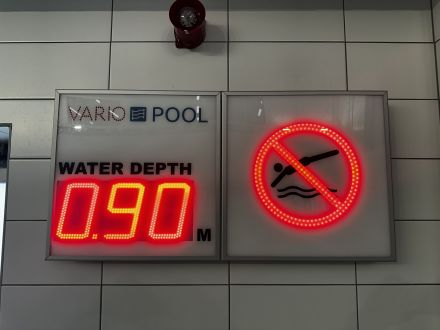 VARIO POOL
WATER DEPTH
0.90 M